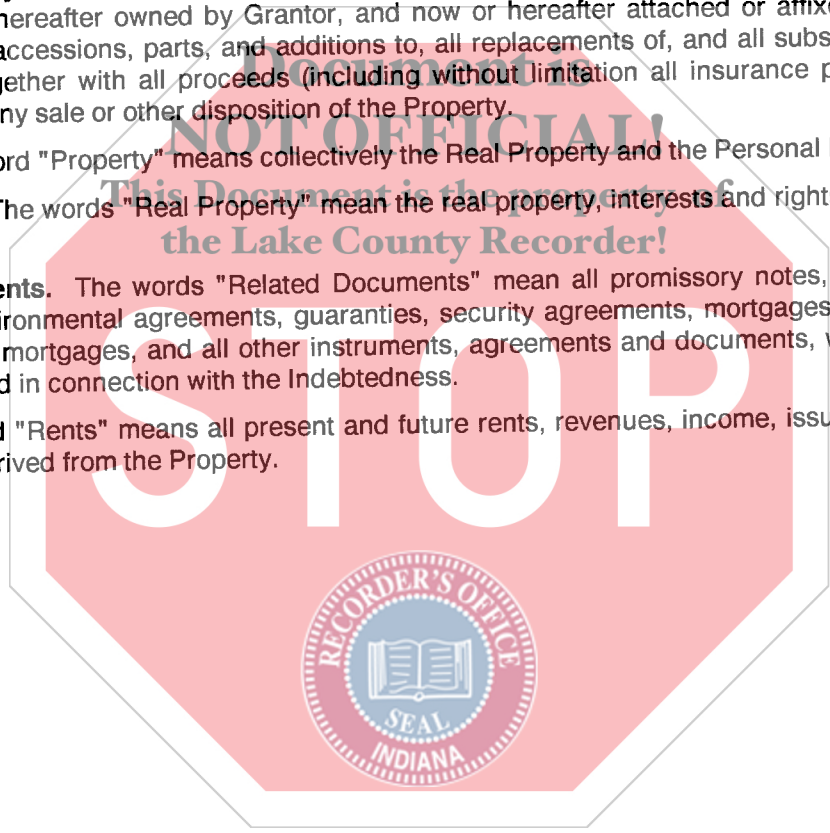 hereafter owned by Grantor, and now or hereafter attached or affixe
accessions, parts, and additions to, all replacements of, and all subs
gether with all proceeds (including without limitation all insurance p
ny sale or other disposition of the Property.
ord "Property" means collectively the Real Property and the Personal
The words "Real Property" mean the real property, interests and right
ents. The words "Related Documents" mean all promissory notes,
ironmental agreements, guaranties, security agreements, mortgages
mortgages, and all other instruments, agreements and documents,
d in connection with the Indebtedness.
d "Rents" means all present and future rents, revenues, income, issu
rived from the Property.
Document is
NOT OFFICIAL!
This Document is the property of
the Lake County Recorder!
STOP
RECORDER'S OFFICE
SEAL
INDIANA